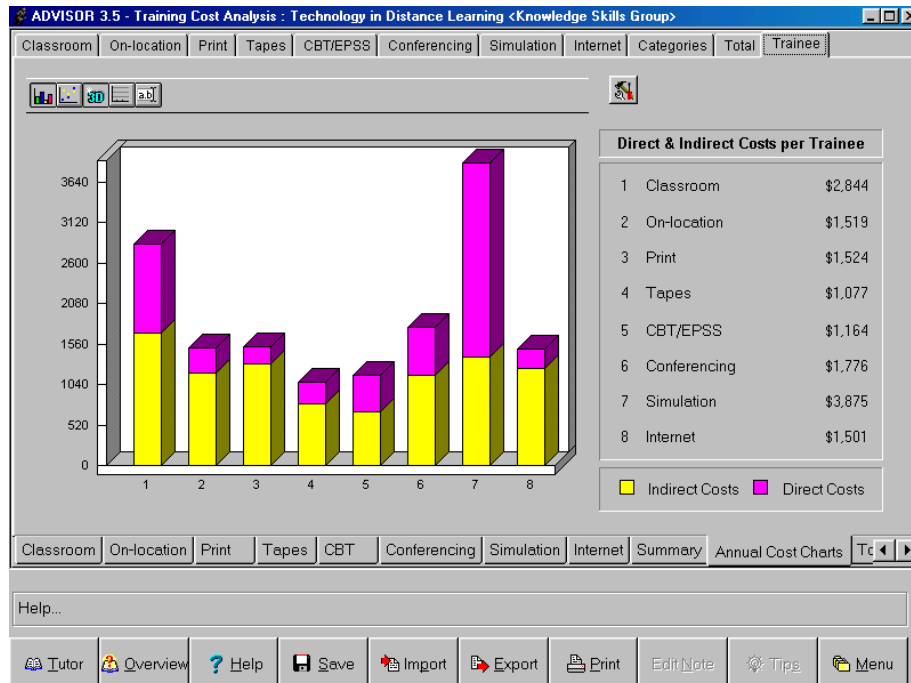 ADVISOR 3.5 - Training Cost Analysis : Technology in Distance Learning <Knowledge Skills Group>
Classroom On-location Print Tapes CBT/EPSS Conferencing Simulation Internet Categories Total Trainee
3D a.b
Direct & Indirect Costs per Trainee
1 Classroom $2,844
2 On-location $1,519
3 Print $1,524
4 Tapes $1,077
5 CBT/EPSS $1,164
6 Conferencing $1,776
7 Simulation $3,875
8 Internet $1,501
Indirect Costs Direct Costs
3640
3120
2600
2080
1560
1040
520
0
1 2 3 4 5 6 7 8
Classroom On-location Print Tapes CBT Conferencing Simulation Internet Summary Annual Cost Charts
Help...
Tutor Overview Help Save Import Export Print Edit Note Tips Menu